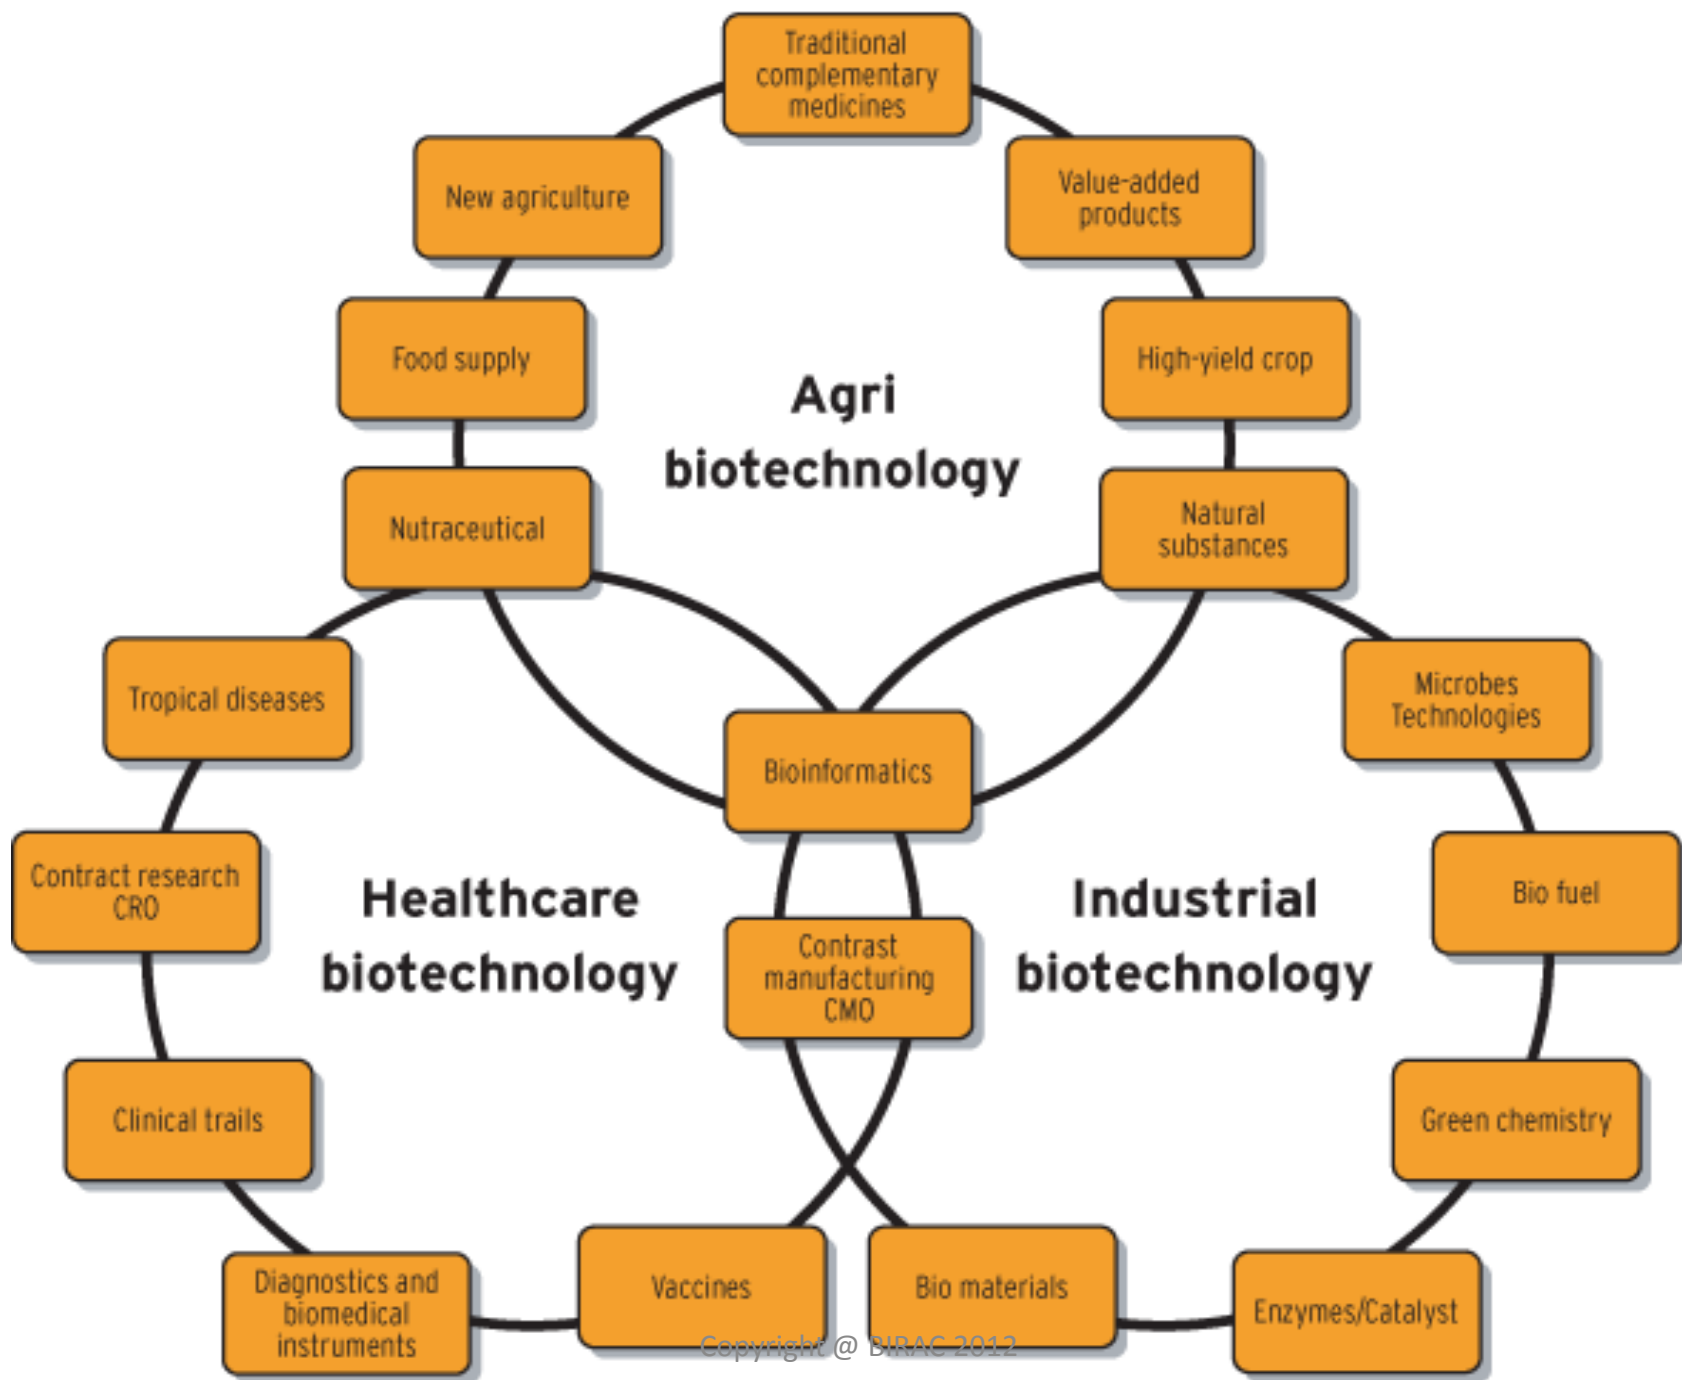 Traditional
complementary
medicines
New agriculture
Value-added
products
Food supply
High-yield crop
Agri
biotechnology
Nutraceutical
Natural
substances
Tropical diseases
Microbes
Technologies
Bioinformatics
Contract research
CRO
Healthcare
biotechnology
Contrast
manufacturing
CMO
Industrial
biotechnology
Bio fuel
Clinical trails
Green chemistry
Diagnostics and
biomedical
instruments
Vaccines
Bio materials
Enzymes/Catalyst
Copyright @ BIRAC 2012